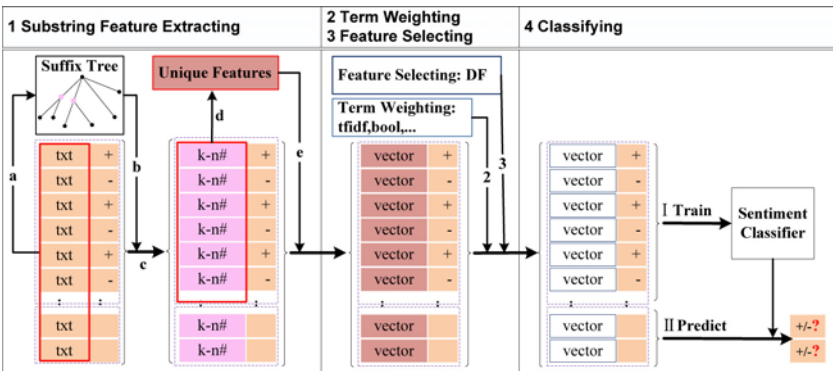 1 Substring Feature Extracting
2 Term Weighting
3 Feature Selecting
4 Classifying
Suffix Tree
Unique Features
a
b
c
d
e
txt +
txt -
txt +
txt -
txt +
txt -
: :
txt
txt
k-n# +
k-n# -
k-n# +
k-n# -
k-n# +
k-n# -
: :
k-n#
k-n#
Feature Selecting: DF
Term Weighting:
tfidf,bool,...
2
3
vector +
vector -
vector +
vector -
vector +
vector -
: :
vector
vector
vector +
vector -
vector +
vector -
vector +
vector -
: :
vector
vector
Ⅰ Train
Sentiment
Classifier
Ⅱ Predict
+/-?
+/-?